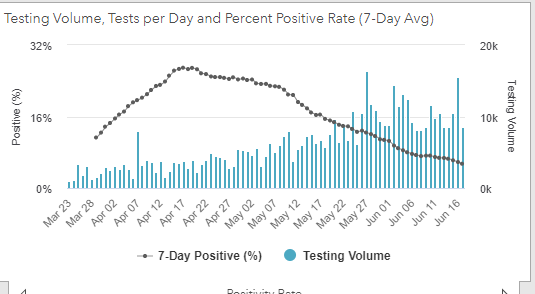 Testing Volume, Tests per Day and Percent Positive Rate (7-Day Avg)
32%
20k
16%
10k
0%
0k
Positive (%)
Testing Volume
Mar 23
Mar 28
Apr 02
Apr 07
Apr 12
Apr 17
Apr 22
Apr 27
May 02
May 07
May 12
May 17
May 22
May 27
Jun 01
Jun 06
Jun 11
Jun 16
7-Day Positive (%)
Testing Volume
Positivity Rate